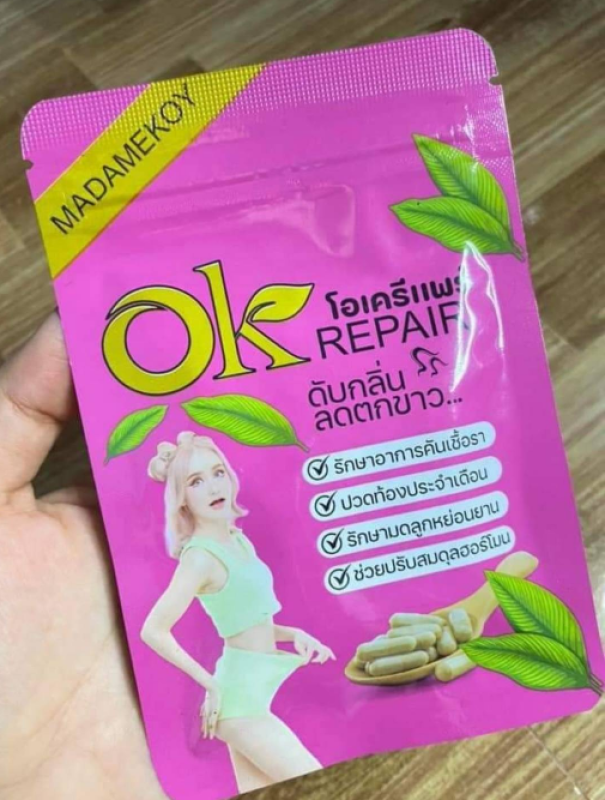 MADAMEKOY
Ok
โอเครีแพร์
REPAIR
ดับกลิ่น
ลดตกขาว...
รักษาอาการคันเชื้อรา
ปวดท้องประจำเดือน
รักษามดลูกหย่อนยาน
ช่วยปรับสมดุลฮอร์โมน